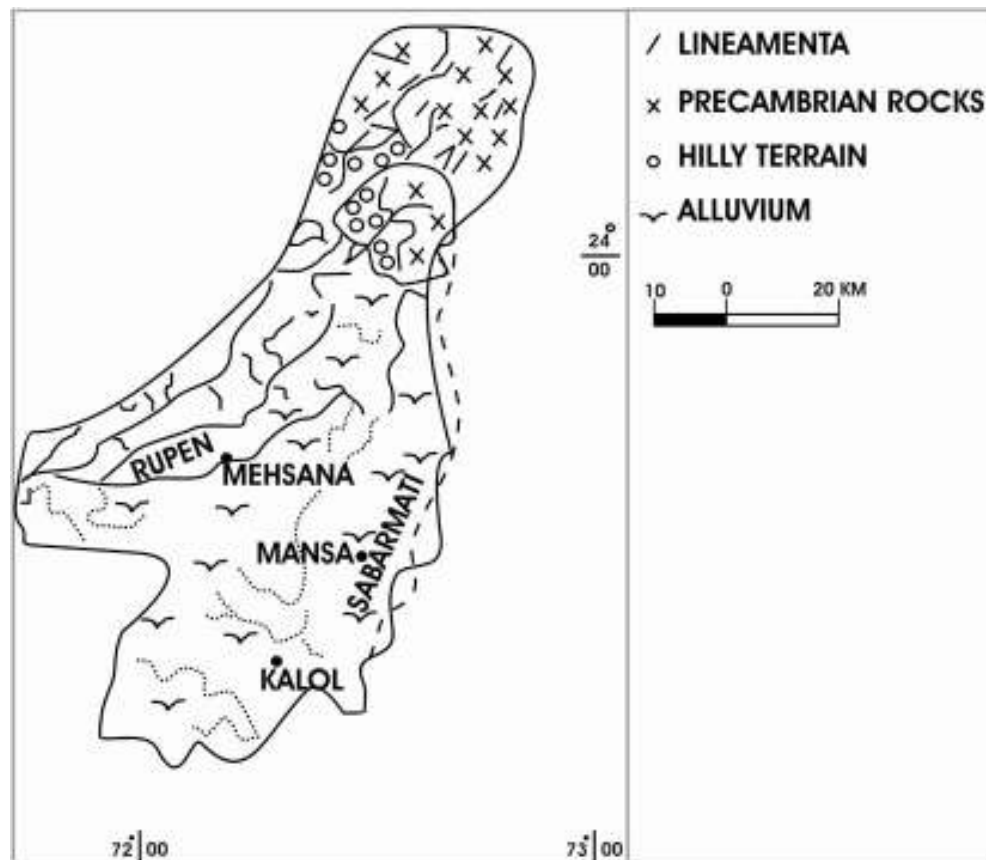 LINEAMENTA
PRECAMBRIAN ROCKS
HILLY TERRAIN
ALLUVIUM
24°
00
10 0 20 KM
RUPEN
MEHSANA
MANSA
SABARMATI
KALOL
72° 00
73° 00